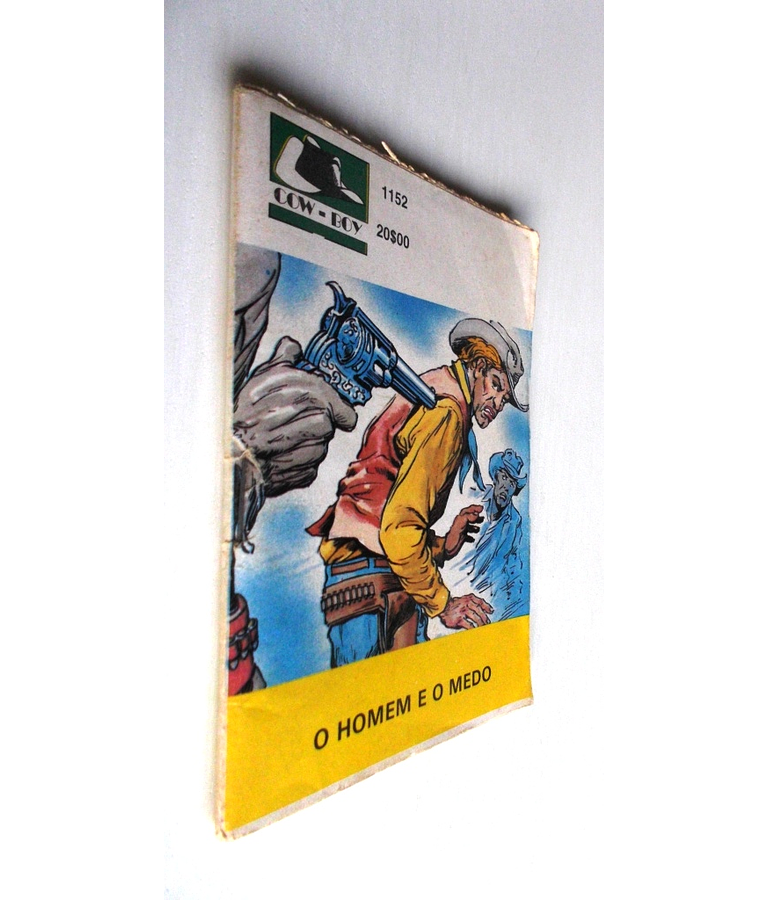 COW - BOY
1152
20$00
O HOMEM E O MEDO